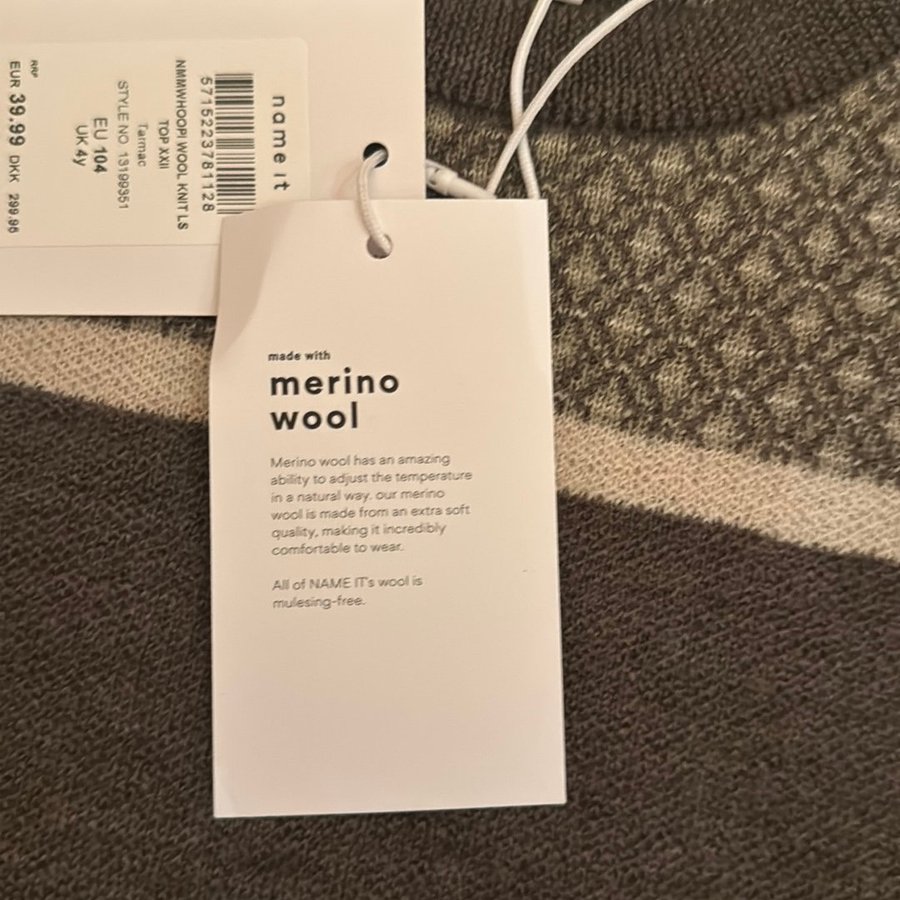 name it
5715223781128
NMMWHOOPI WOOL KNIT LS
TOP XXII
Tarmac
STYLE NO. 13199351
EU 104
UK 4y
RRP
EUR 39.99 DKK 299.96
made with
merino
wool
Merino wool has an amazing
ability to adjust the temperature
in a natural way. our merino
wool is made from an extra soft
quality, making it incredibly
comfortable to wear.
All of NAME IT's wool is
mulesing-free.